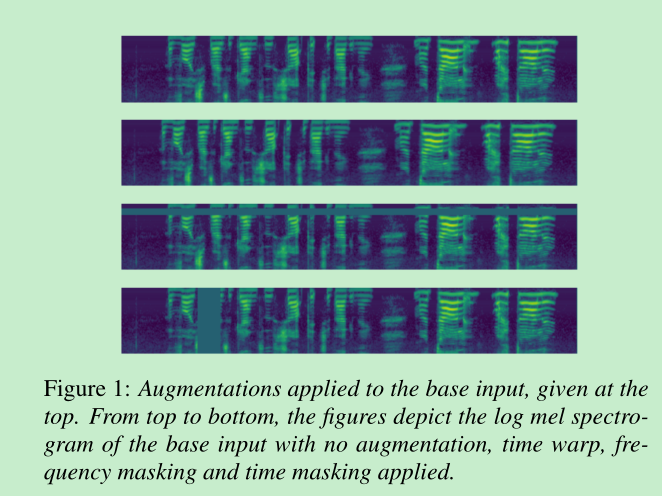 Figure 1: Augmentations applied to the base input, given at the
top. From top to bottom, the figures depict the log mel spectro-
gram of the base input with no augmentation, time warp, fre-
quency masking and time masking applied.